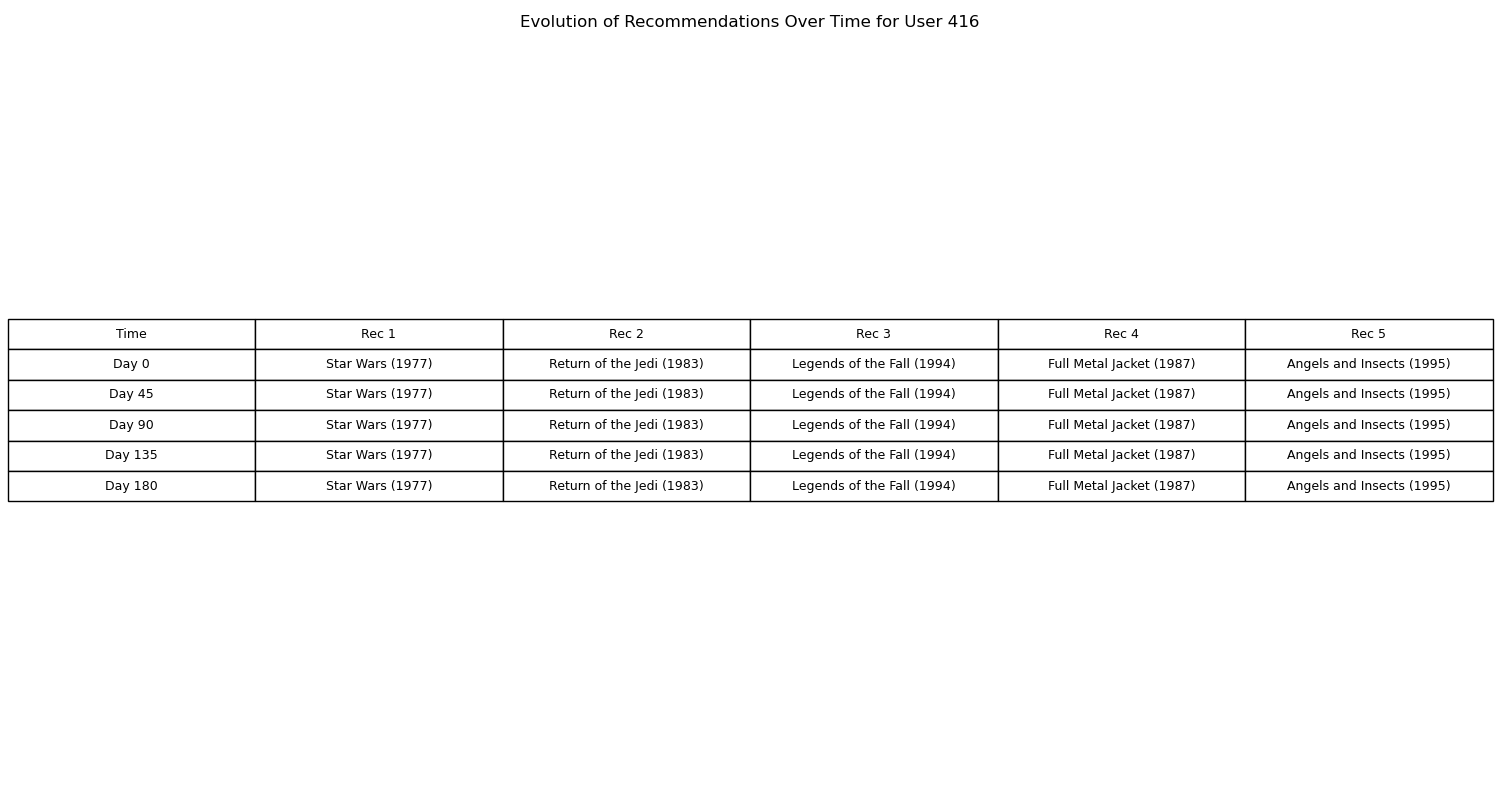 Evolution of Recommendations Over Time for User 416
Time Rec 1 Rec 2 Rec 3 Rec 4 Rec 5
Day 0 Star Wars (1977) Return of the Jedi (1983) Legends of the Fall (1994) Full Metal Jacket (1987) Angels and Insects (1995)
Day 45 Star Wars (1977) Return of the Jedi (1983) Legends of the Fall (1994) Full Metal Jacket (1987) Angels and Insects (1995)
Day 90 Star Wars (1977) Return of the Jedi (1983) Legends of the Fall (1994) Full Metal Jacket (1987) Angels and Insects (1995)
Day 135 Star Wars (1977) Return of the Jedi (1983) Legends of the Fall (1994) Full Metal Jacket (1987) Angels and Insects (1995)
Day 180 Star Wars (1977) Return of the Jedi (1983) Legends of the Fall (1994) Full Metal Jacket (1987) Angels and Insects (1995)